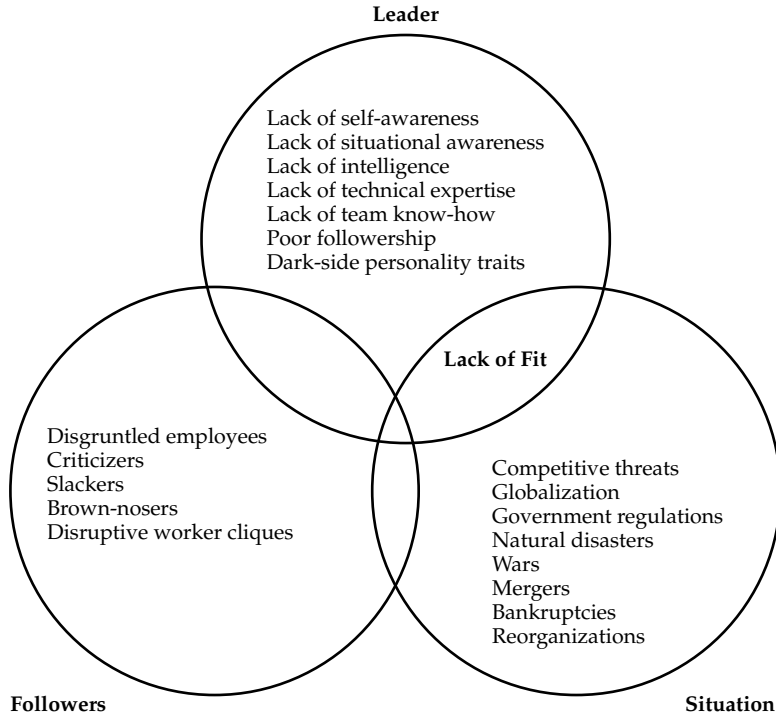 Leader
Lack of self-awareness
Lack of situational awareness
Lack of intelligence
Lack of technical expertise
Lack of team know-how
Poor followership
Dark-side personality traits
Lack of Fit
Disgruntled employees
Criticizers
Slackers
Brown-nosers
Disruptive worker cliques
Competitive threats
Globalization
Government regulations
Natural disasters
Wars
Mergers
Bankruptcies
Reorganizations
Followers
Situation